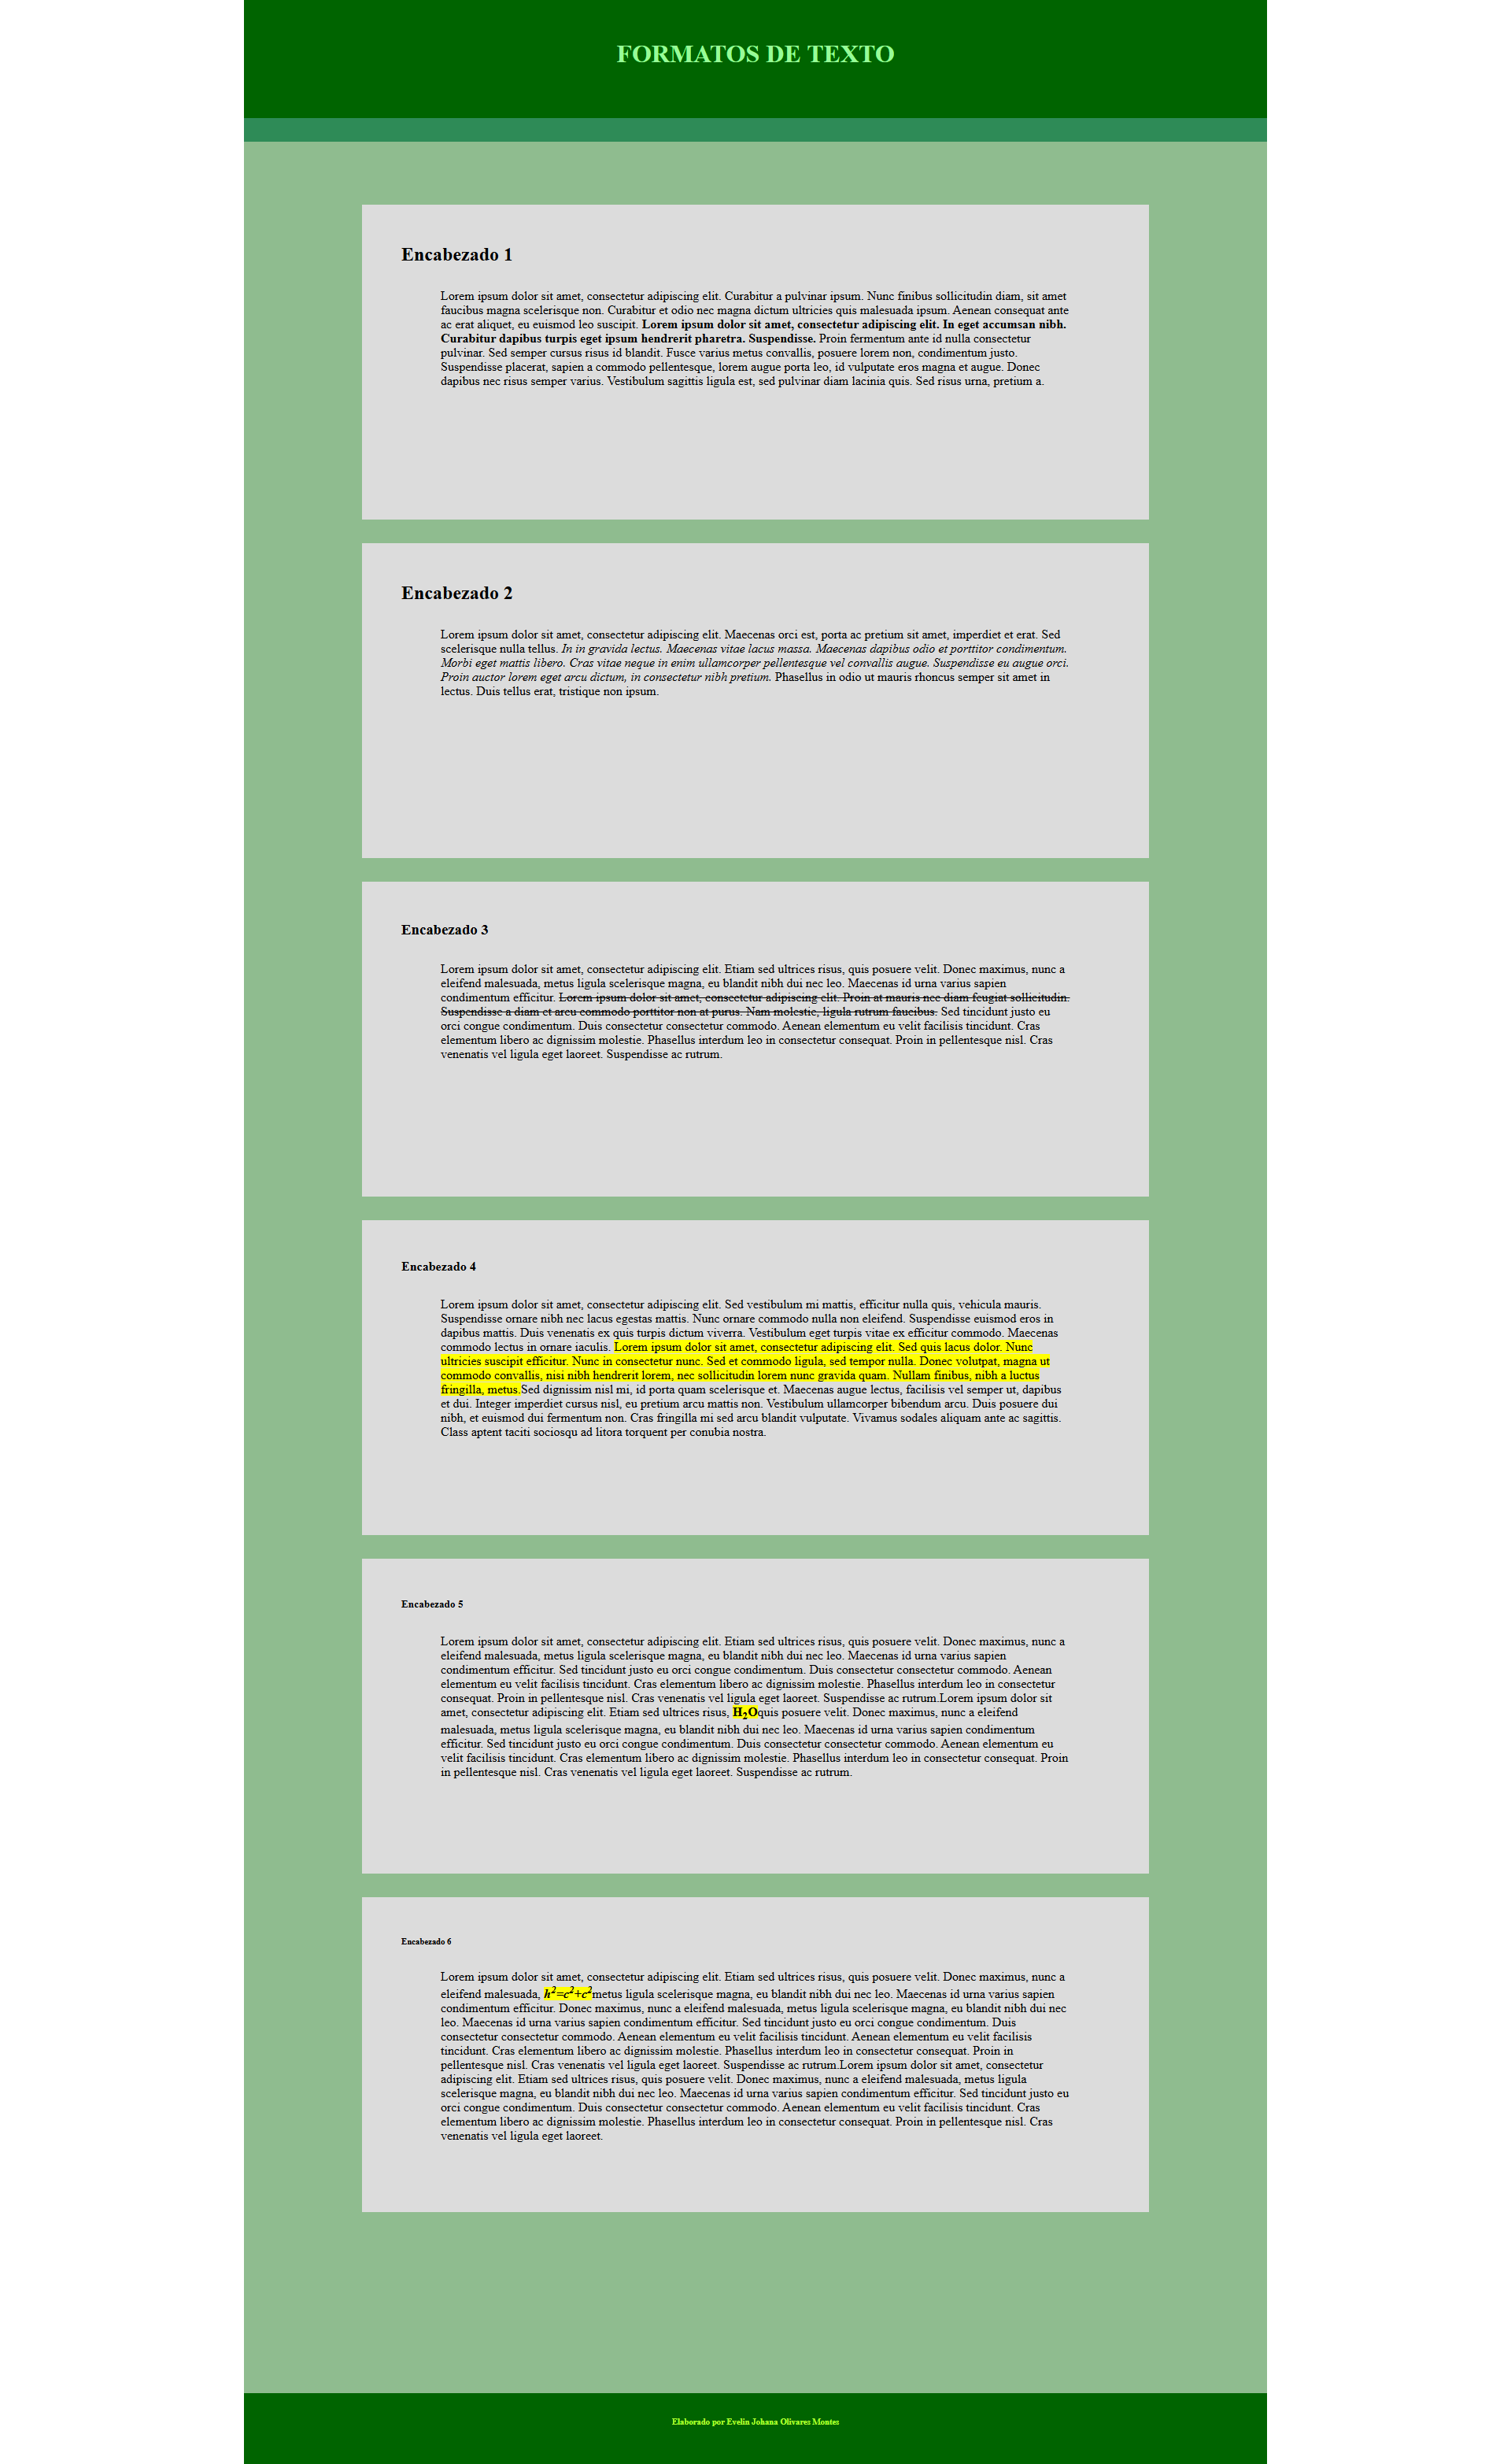 FORMATOS DE TEXTO
Encabezado 1
Lorem ipsum dolor sit amet, consectetur adipiscing elit. Curabitur a pulvinar ipsum. Nunc finibus sollicitudin diam, sit amet
faucibus magna scelerisque non. Curabitur et odio nec magna dictum ultricies quis malesuada ipsum. Aenean consequat ante
ac erat aliquet, eu euismod leo suscipit. Lorem ipsum dolor sit amet, consectetur adipiscing elit. In eget accumsan nibh.
Curabitur dapibus turpis eget ipsum hendrerit pharetra. Suspendisse. Proin fermentum ante id nulla consectetur
pulvinar. Sed semper cursus risus id blandit. Fusce varius metus convallis, posuere lorem non, condimentum justo.
Suspendisse placerat, sapien a commodo pellentesque, lorem augue porta leo, id vulputate eros magna et augue. Donec
dapibus nec risus semper varius. Vestibulum sagittis ligula est, sed pulvinar diam lacinia quis. Sed risus urna, pretium a.
Encabezado 2
Lorem ipsum dolor sit amet, consectetur adipiscing elit. Maecenas orci est, porta ac pretium sit amet, imperdiet et erat. Sed
scelerisque nulla tellus. In in gravida lectus. Maecenas vitae lacus massa. Maecenas dapibus odio et porttitor condimentum.
Morbi eget mattis libero. Cras vitae neque in enim ullamcorper pellentesque vel convallis augue. Suspendisse eu augue orci.
Proin auctor lorem eget arcu dictum, in consectetur nibh pretium. Phasellus in odio ut mauris rhoncus semper sit amet in
lectus. Duis tellus erat, tristique non ipsum.
Encabezado 3
Lorem ipsum dolor sit amet, consectetur adipiscing elit. Etiam sed ultrices risus, quis posuere velit. Donec maximus, nunc a
eleifend malesuada, metus ligula scelerisque magna, eu blandit nibh dui nec leo. Maecenas id urna varius sapien
condimentum efficitur. Lorem ipsum dolor sit amet, consectetur adipiscing elit. Proin at mauris nec diam feugiat sollicitudin.
Suspendisse a diam et arcu commodo porttitor non at purus. Nam molestie, ligula rutrum faucibus. Sed tincidunt justo eu
orci congue condimentum. Duis consectetur consectetur commodo. Aenean elementum eu velit facilisis tincidunt. Cras
elementum libero ac dignissim molestie. Phasellus interdum leo in consectetur consequat. Proin in pellentesque nisl. Cras
venenatis vel ligula eget laoreet. Suspendisse ac rutrum.
Encabezado 4
Lorem ipsum dolor sit amet, consectetur adipiscing elit. Sed vestibulum mi mattis, efficitur nulla quis, vehicula mauris.
Suspendisse ornare nibh nec lacus egestas mattis. Nunc ornare commodo nulla non eleifend. Suspendisse euismod eros in
dapibus mattis. Duis venenatis ex quis turpis dictum viverra. Vestibulum eget turpis vitae ex efficitur commodo. Maecenas
commodo lectus in ornare iaculis. Lorem ipsum dolor sit amet, consectetur adipiscing elit. Sed quis lacus dolor. Nunc
ultricies suscipit efficitur. Nunc in consectetur nunc. Sed et commodo ligula, sed tempor nulla. Donec volutpat, magna ut
commodo convallis, nisi nibh hendrerit lorem, nec sollicitudin lorem nunc gravida quam. Nullam finibus, nibh a luctus
fringilla, metus.Sed dignissim nisl mi, id porta quam scelerisque et. Maecenas augue lectus, facilisis vel semper ut, dapibus
et dui. Integer imperdiet cursus nisl, eu pretium arcu mattis non. Vestibulum ullamcorper bibendum arcu. Duis posuere dui
nibh, et euismod dui fermentum non. Cras fringilla mi sed arcu blandit vulputate. Vivamus sodales aliquam ante ac sagittis.
Class aptent taciti sociosqu ad litora torquent per conubia nostra.
Encabezado 5
Lorem ipsum dolor sit amet, consectetur adipiscing elit. Etiam sed ultrices risus, quis posuere velit. Donec maximus, nunc a
eleifend malesuada, metus ligula scelerisque magna, eu blandit nibh dui nec leo. Maecenas id urna varius sapien
condimentum efficitur. Sed tincidunt justo eu orci congue condimentum. Duis consectetur consectetur commodo. Aenean
elementum eu velit facilisis tincidunt. Cras elementum libero ac dignissim molestie. Phasellus interdum leo in consectetur
consequat. Proin in pellentesque nisl. Cras venenatis vel ligula eget laoreet. Suspendisse ac rutrum.Lorem ipsum dolor sit
amet, consectetur adipiscing elit. Etiam sed ultrices risus, H₂Oquis posuere velit. Donec maximus, nunc a eleifend
malesuada, metus ligula scelerisque magna, eu blandit nibh dui nec leo. Maecenas id urna varius sapien condimentum
efficitur. Sed tincidunt justo eu orci congue condimentum. Duis consectetur consectetur commodo. Aenean elementum eu
velit facilisis tincidunt. Cras elementum libero ac dignissim molestie. Phasellus interdum leo in consectetur consequat. Proin
in pellentesque nisl. Cras venenatis vel ligula eget laoreet. Suspendisse ac rutrum.
Encabezado 6
Lorem ipsum dolor sit amet, consectetur adipiscing elit. Etiam sed ultrices risus, quis posuere velit. Donec maximus, nunc a
eleifend malesuada, h²=c²+c²metus ligula scelerisque magna, eu blandit nibh dui nec leo. Maecenas id urna varius sapien
condimentum efficitur. Donec maximus, nunc a eleifend malesuada, metus ligula scelerisque magna, eu blandit nibh dui nec
leo. Maecenas id urna varius sapien condimentum efficitur. Sed tincidunt justo eu orci congue condimentum. Duis
consectetur consectetur commodo. Aenean elementum eu velit facilisis tincidunt. Aenean elementum eu velit facilisis
tincidunt. Cras elementum libero ac dignissim molestie. Phasellus interdum leo in consectetur consequat. Proin in
pellentesque nisl. Cras venenatis vel ligula eget laoreet. Suspendisse ac rutrum.Lorem ipsum dolor sit amet, consectetur
adipiscing elit. Etiam sed ultrices risus, quis posuere velit. Donec maximus, nunc a eleifend malesuada, metus ligula
scelerisque magna, eu blandit nibh dui nec leo. Maecenas id urna varius sapien condimentum efficitur. Sed tincidunt justo eu
orci congue condimentum. Duis consectetur consectetur commodo. Aenean elementum eu velit facilisis tincidunt. Cras
elementum libero ac dignissim molestie. Phasellus interdum leo in consectetur consequat. Proin in pellentesque nisl. Cras
venenatis vel ligula eget laoreet.
Elaborado por Evelin Johana Olivares Montes